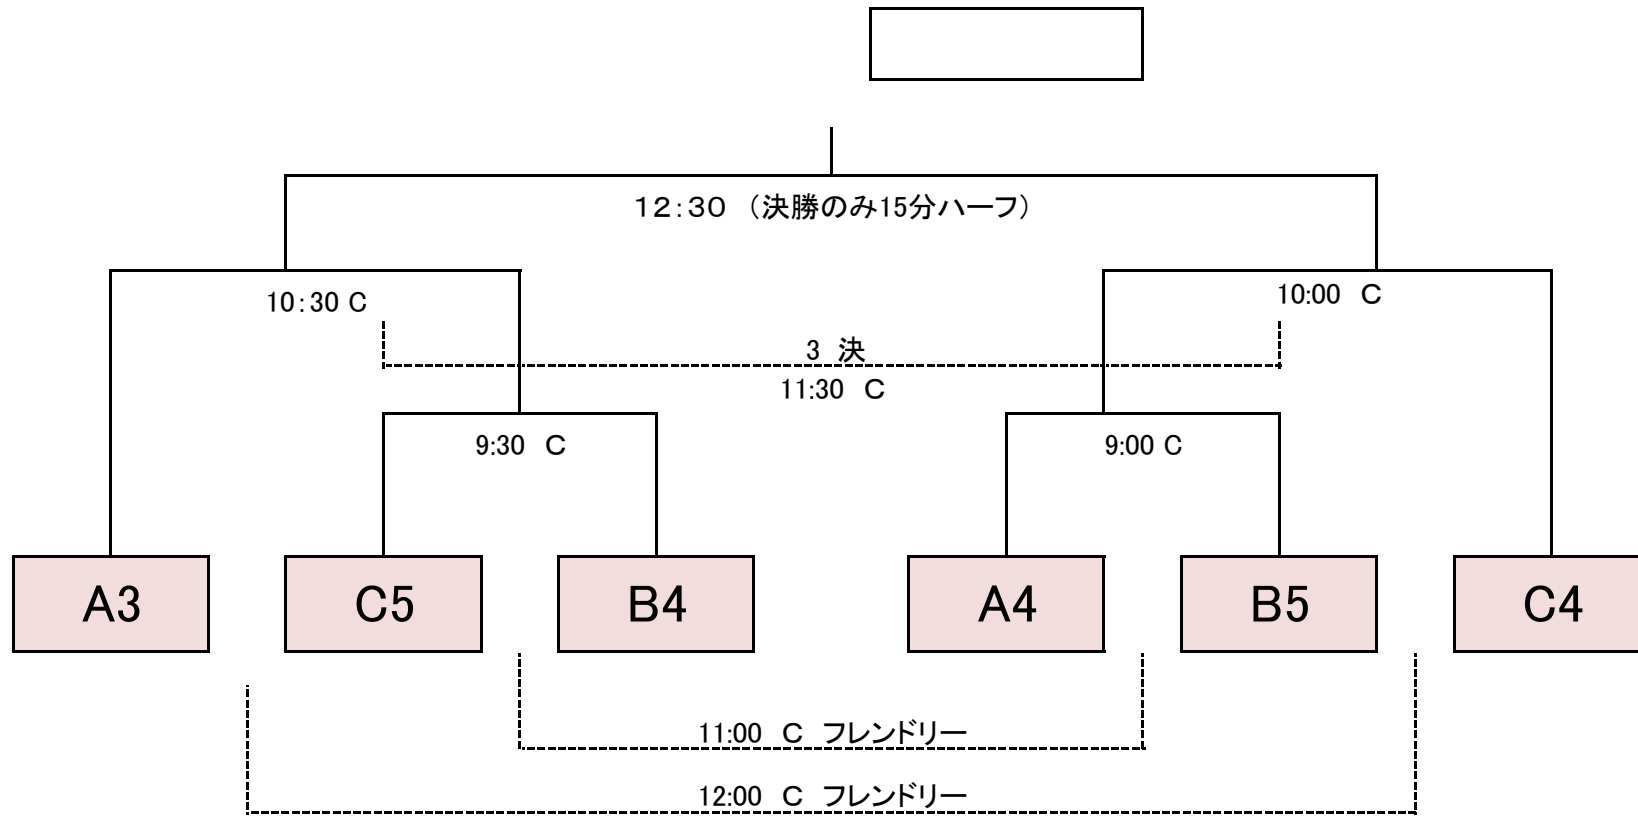 12:30 (決勝のみ15分ハーフ)
10:30 C
10:00 C
3 決
11:30 C
9:30 C
9:00 C
A3 C5 B4 A4 B5 C4
11:00 C フレンドリー
12:00 C フレンドリー